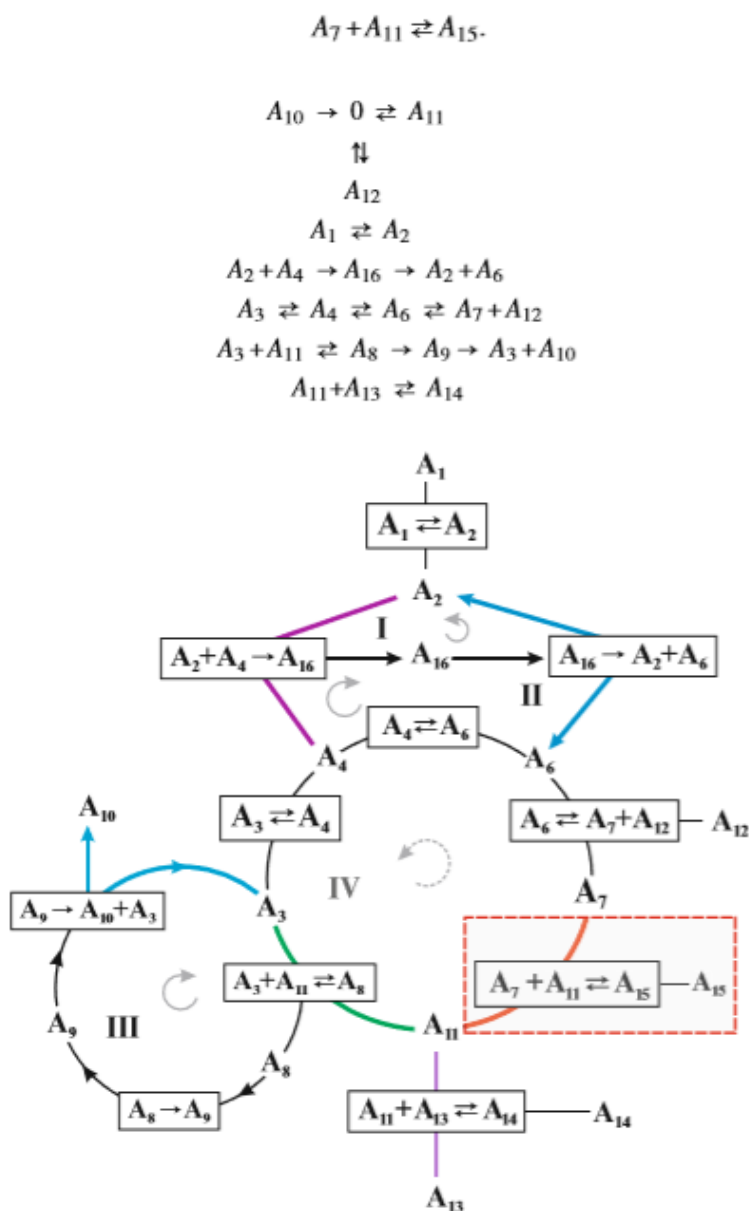 A₇ + A₁₁ ⇄ A₁₅.
A₁₀ → 0 ⇄ A₁₁
⇅
A₁₂
A₁ ⇄ A₂
A₂ + A₄ → A₁₆ → A₂ + A₆
A₃ ⇄ A₄ ⇄ A₆ ⇄ A₇ + A₁₂
A₃ + A₁₁ ⇄ A₈ → A₉ → A₃ + A₁₀
A₁₁ + A₁₃ ⇄ A₁₄
A₁
A₁ ⇄ A₂
A₂
I
A₂ + A₄ → A₁₆
A₁₆
A₁₆ → A₂ + A₆
II
A₄ ⇄ A₆
A₄
A₆
A₁₀
A₃ ⇄ A₄
A₆ ⇄ A₇ + A₁₂
A₁₂
IV
A₇
A₉ → A₁₀ + A₃
A₃
A₃ + A₁₁ ⇄ A₈
A₇ + A₁₁ ⇄ A₁₅
A₁₅
A₉
III
A₁₁
A₈
A₈ → A₉
A₁₁ + A₁₃ ⇄ A₁₄
A₁₄
A₁₃